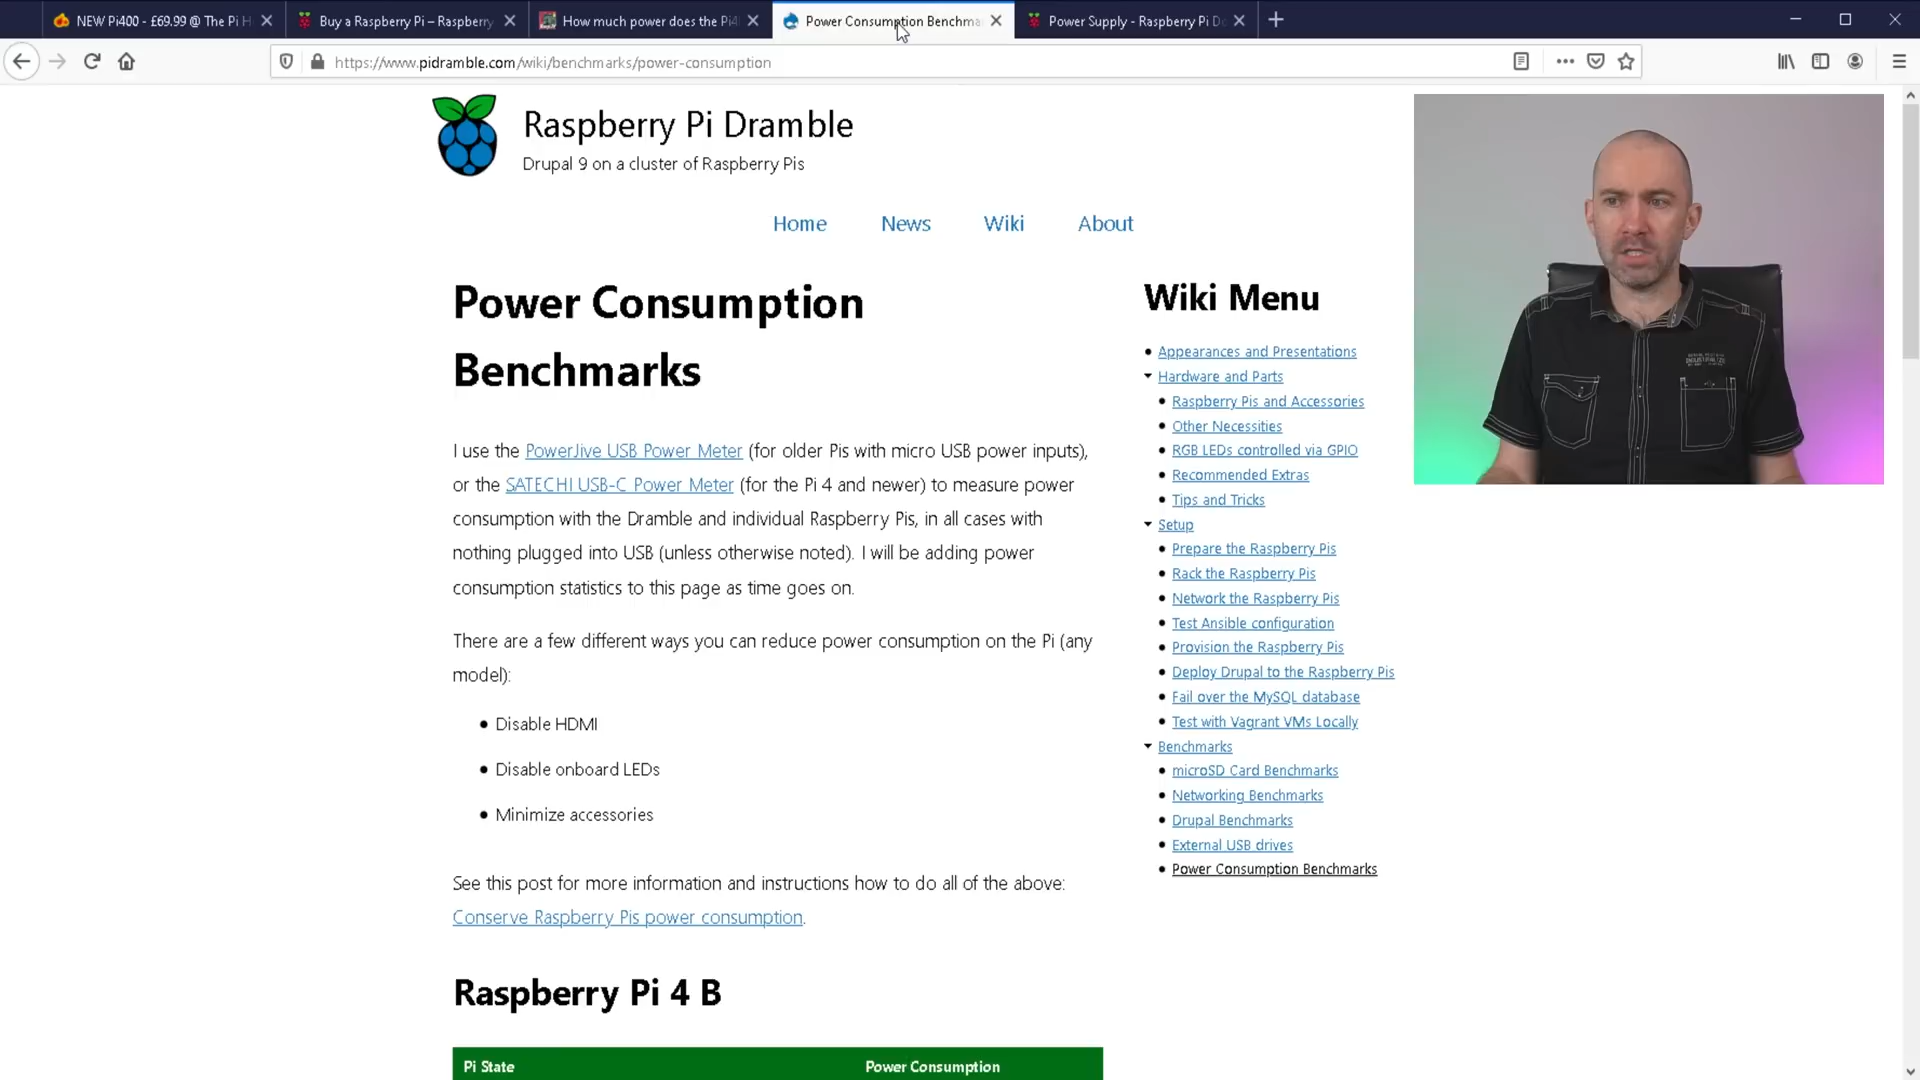 NEW Pi400 - £69.99 @ The Pi H
Buy a Raspberry Pi – Raspberry
How much power does the Pi4
Power Consumption Benchma
Power Supply - Raspberry Pi Do
https://www.pidramble.com/wiki/benchmarks/power-consumption
Raspberry Pi Dramble
Drupal 9 on a cluster of Raspberry Pis
Home
News
Wiki
About
Power Consumption
Benchmarks
I use the PowerJive USB Power Meter (for older Pis with micro USB power inputs),
or the SATECHI USB-C Power Meter (for the Pi 4 and newer) to measure power
consumption with the Dramble and individual Raspberry Pis, in all cases with
nothing plugged into USB (unless otherwise noted). I will be adding power
consumption statistics to this page as time goes on.
There are a few different ways you can reduce power consumption on the Pi (any
model):
Disable HDMI
Disable onboard LEDs
Minimize accessories
See this post for more information and instructions how to do all of the above:
Conserve Raspberry Pis power consumption.
Raspberry Pi 4 B
Pi State
Power Consumption
Wiki Menu
Appearances and Presentations
Hardware and Parts
Raspberry Pis and Accessories
Other Necessities
RGB LEDs controlled via GPIO
Recommended Extras
Tips and Tricks
Setup
Prepare the Raspberry Pis
Rack the Raspberry Pis
Network the Raspberry Pis
Test Ansible configuration
Provision the Raspberry Pis
Deploy Drupal to the Raspberry Pis
Fail over the MySQL database
Test with Vagrant VMs Locally
Benchmarks
microSD Card Benchmarks
Networking Benchmarks
Drupal Benchmarks
External USB drives
Power Consumption Benchmarks